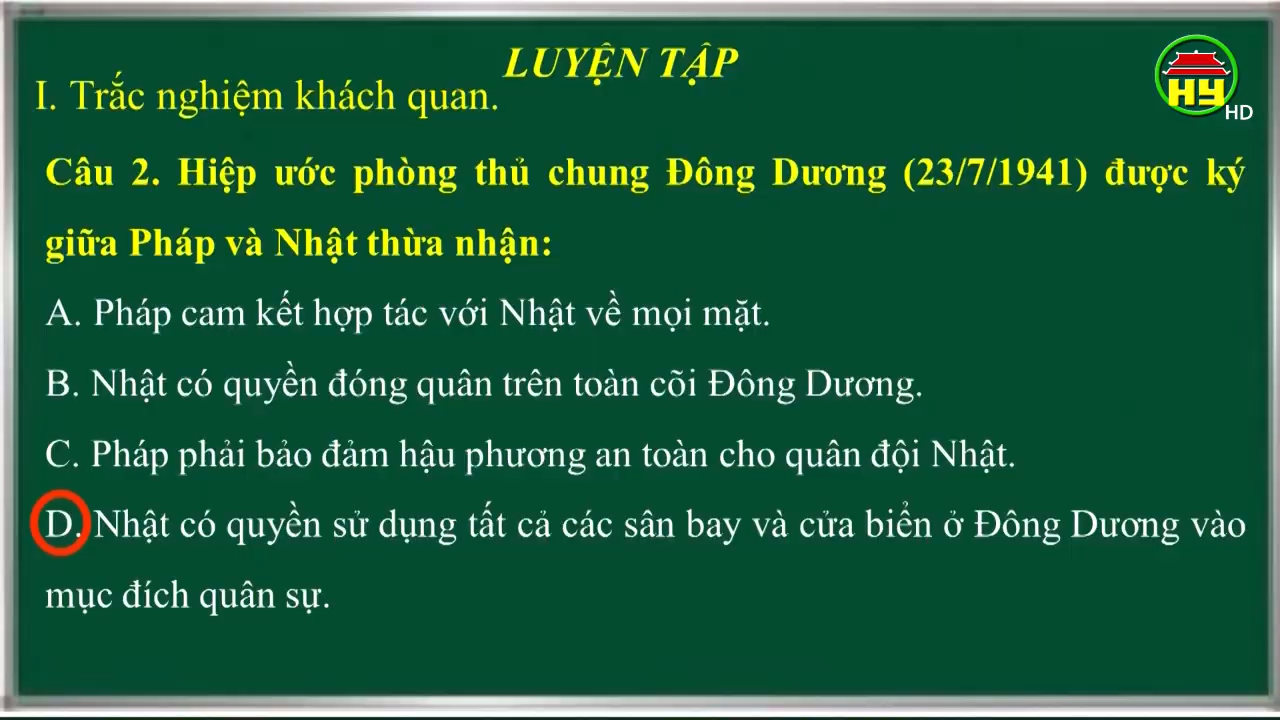 LUYỆN TẬP
HY
HD
I. Trắc nghiệm khách quan.
Câu 2. Hiệp ước phòng thủ chung Đông Dương (23/7/1941) được ký
giữa Pháp và Nhật thừa nhận:
A. Pháp cam kết hợp tác với Nhật về mọi mặt.
B. Nhật có quyền đóng quân trên toàn cõi Đông Dương.
C. Pháp phải bảo đảm hậu phương an toàn cho quân đội Nhật.
D. Nhật có quyền sử dụng tất cả các sân bay và cửa biển ở Đông Dương vào
mục đích quân sự.